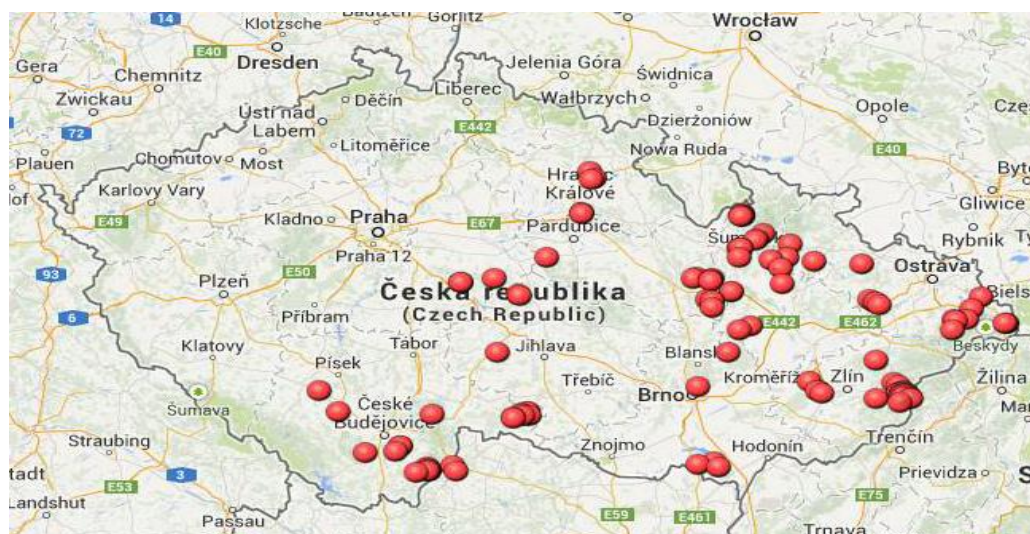 14
Klotzsche
Bautzen
Görlitz
Wrocław
E40
Dresden
Gera
Chemnitz
Jelenia Góra
Świdnica
Zwickau
Děčín
Liberec
Wałbrzych
Opole
Ústí nad
Labem
E442
Dzierżoniów
72
Litoměřice
Nowa Ruda
E40
Plauen
Chomutov
Most
Hradec
Králové
Karlovy Vary
Gliwice
Kladno
Praha
E67
E49
Pardubice
Rybnik
Praha 12
93
E50
Ostrava
Plzeň
Česká republika
(Czech Republic)
6
Příbram
E442
E462
Tábor
Jihlava
Beskydy
Klatovy
Písek
Blansko
Třebíč
Kroměříž
Zlín
Žilina
Šumava
České
Budějovice
Brno
Straubing
Znojmo
Hodonín
Trenčín
3
Prievidza
E53
Landshut
E75
Passau
E59
E461
Trnava